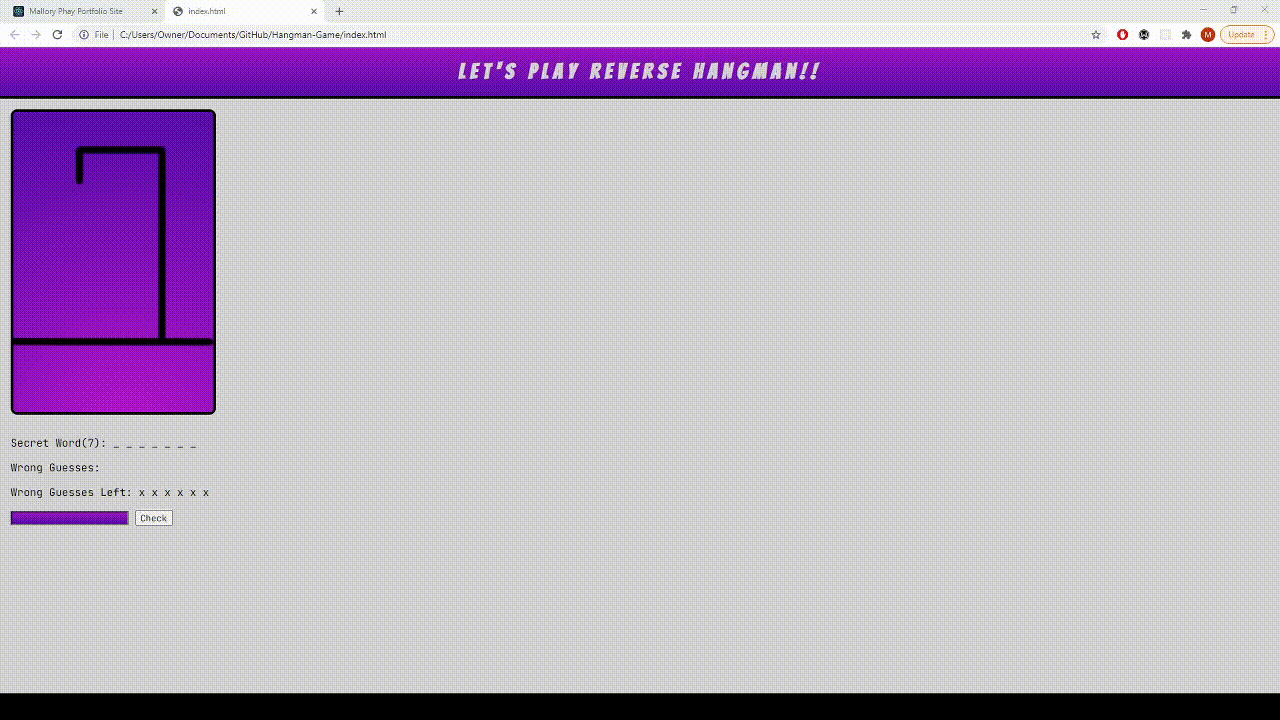 Mallory Phay Portfolio Site
index.html
File
C:/Users/Owner/Documents/GitHub/Hangman-Game/index.html
M
Update
LET'S PLAY REVERSE HANGMAN!!
Secret Word(7): _ _ _ _ _ _ _
Wrong Guesses:
Wrong Guesses Left: x x x x x x
Check